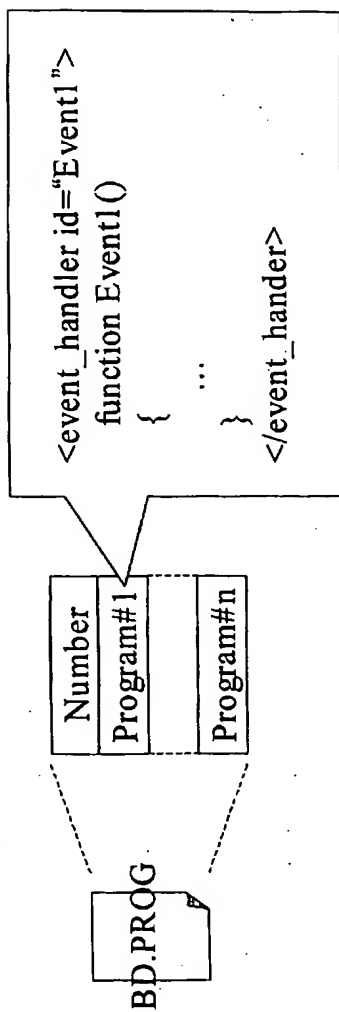 BD.PROG
Number
Program#1
Program#n
<event_handler id="Event1">
function Event1()
{
...
}
</event_hander>